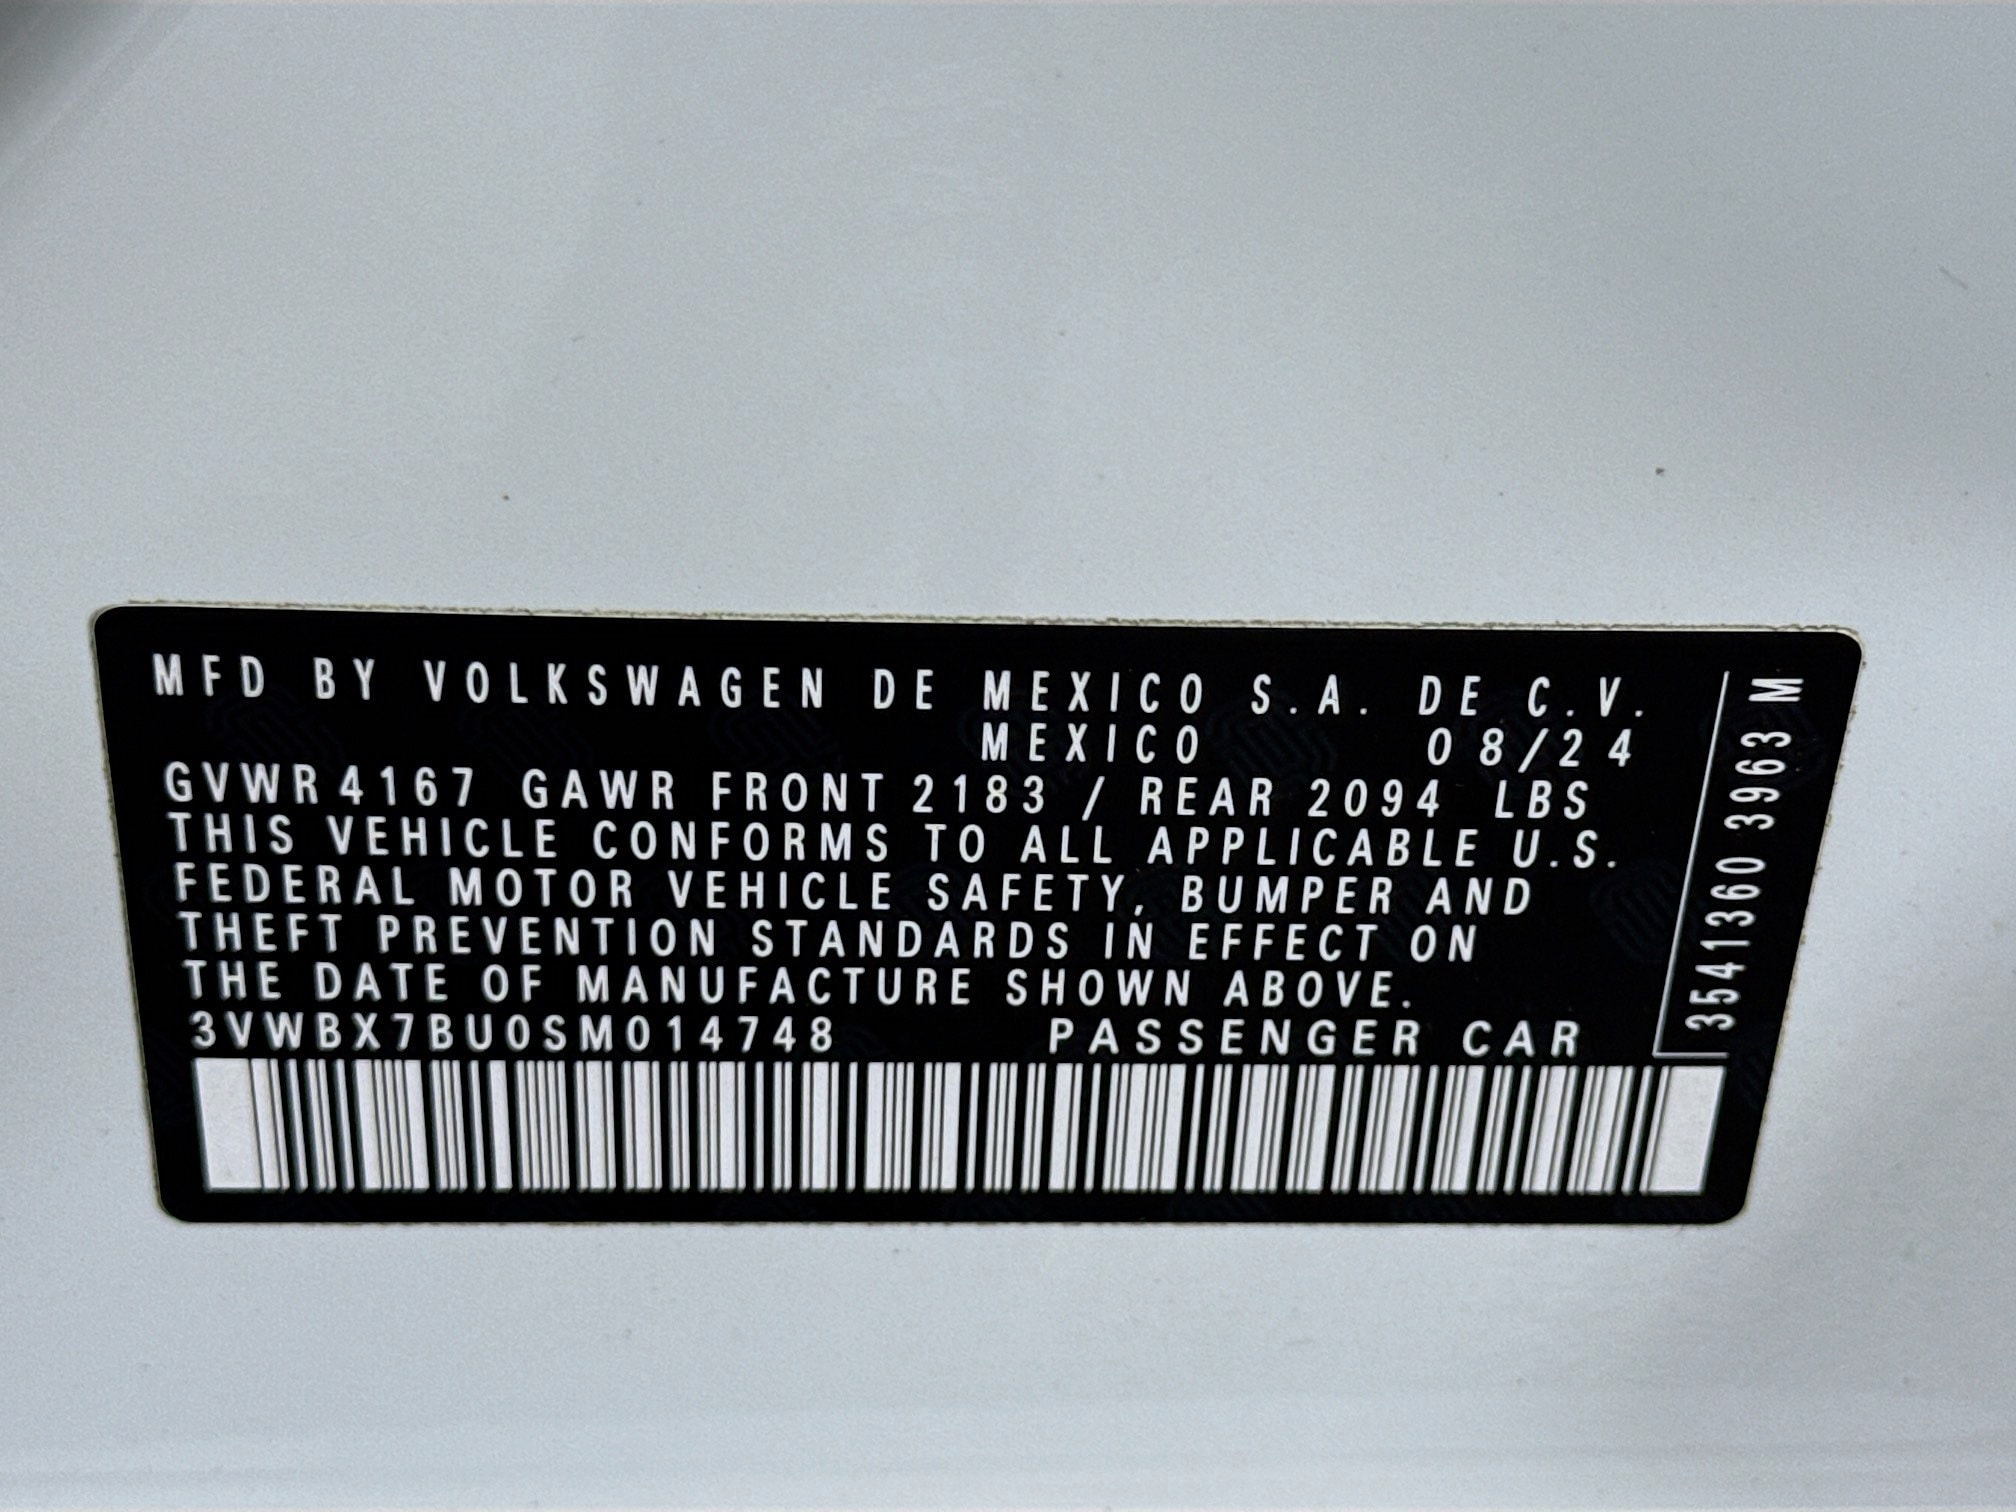 MFD BY VOLKSWAGEN DE MEXICO S.A. DE C.V.
MEXICO 08/24
GVWR 4167 GAWR FRONT 2183 / REAR 2094 LBS
THIS VEHICLE CONFORMS TO ALL APPLICABLE U.S.
FEDERAL MOTOR VEHICLE SAFETY, BUMPER AND
THEFT PREVENTION STANDARDS IN EFFECT ON
THE DATE OF MANUFACTURE SHOWN ABOVE.
3VWBX7BU0SM014748 PASSENGER CAR
3541360 3963 M